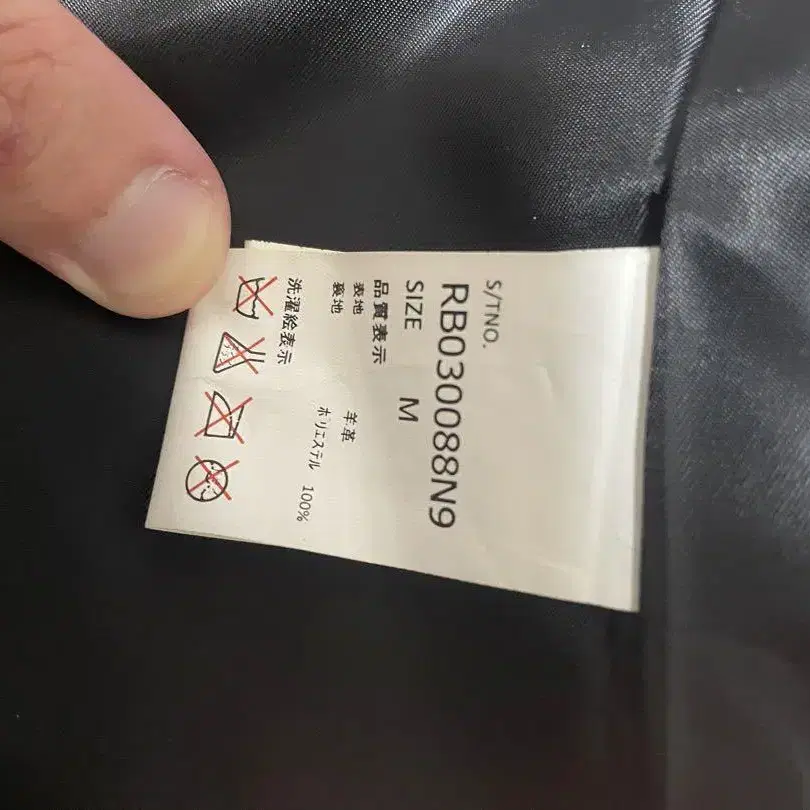 S/TNO.
RB030088N9
SIZE M
品質表示
表地 羊革
裏地 ポリエステル 100%
洗濯絵表示